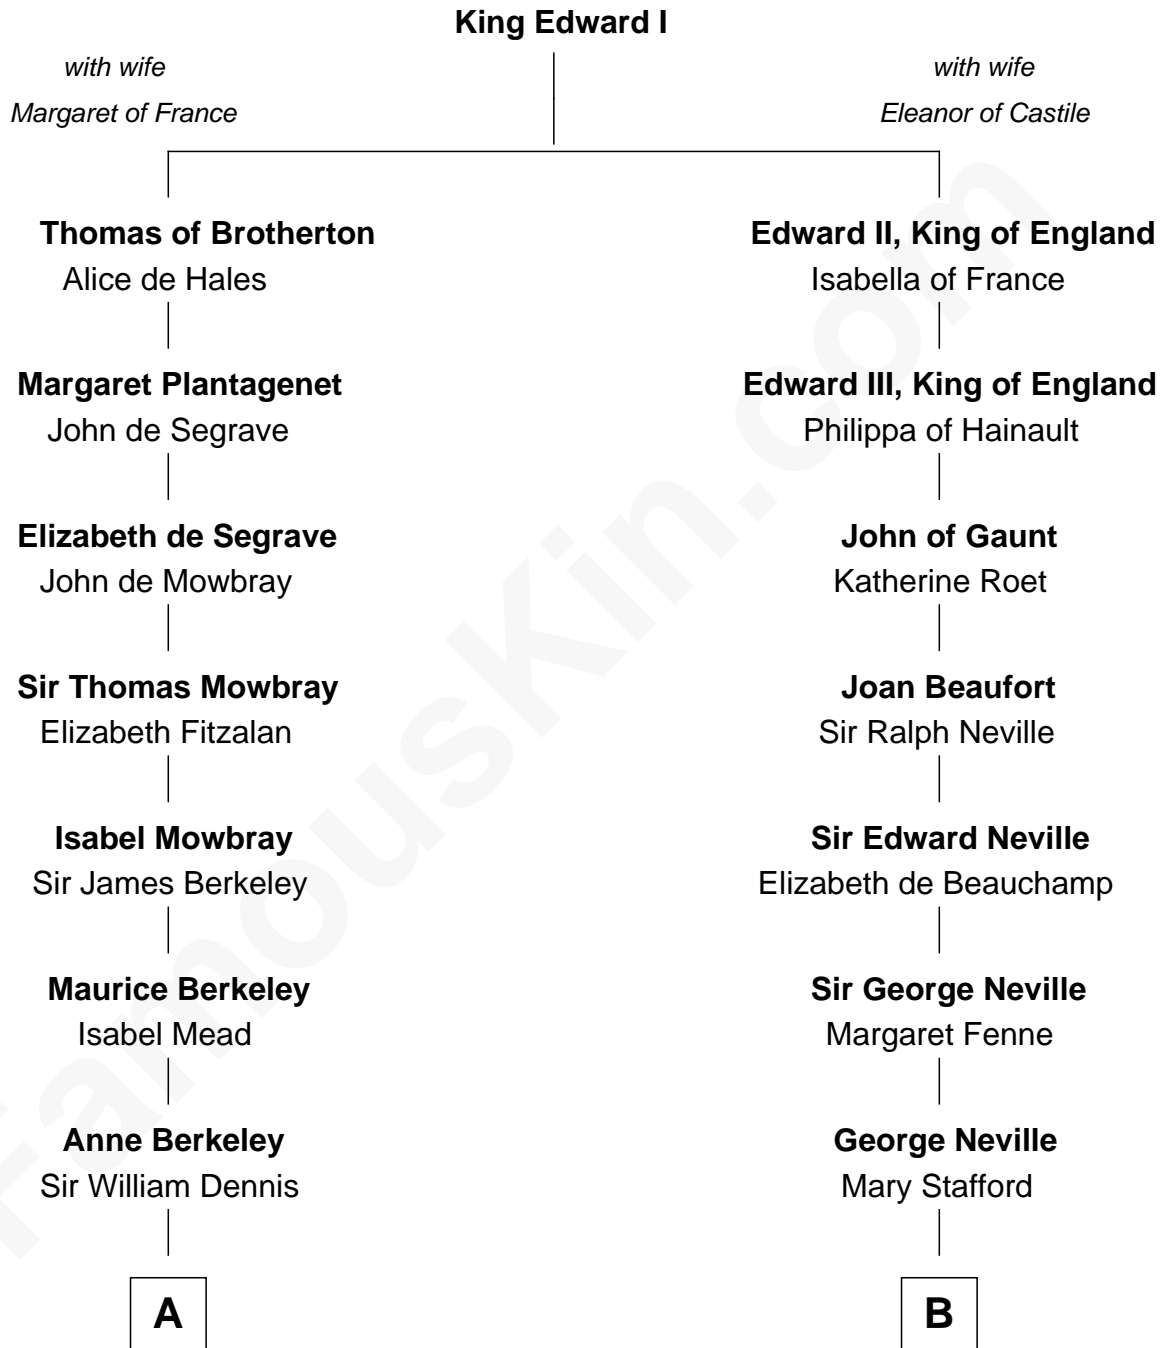 King Edward I
with wife
Margaret of France
with wife
Eleanor of Castile
Thomas of Brotherton
Alice de Hales
Edward II, King of England
Isabella of France
Margaret Plantagenet
John de Segrave
Edward III, King of England
Philippa of Hainault
Elizabeth de Segrave
John de Mowbray
John of Gaunt
Katherine Roet
Sir Thomas Mowbray
Elizabeth Fitzalan
Joan Beaufort
Sir Ralph Neville
Isabel Mowbray
Sir James Berkeley
Sir Edward Neville
Elizabeth de Beauchamp
Maurice Berkeley
Isabel Mead
Sir George Neville
Margaret Fenne
Anne Berkeley
Sir William Dennis
George Neville
Mary Stafford
A
B
FamousKin.com